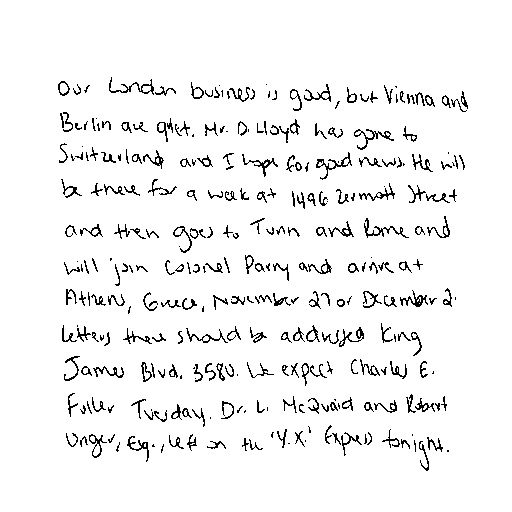 Our London business is good, but Vienna and
Berlin are quiet. Mr. D. Lloyd has gone to
Switzerland and I hope for good news. He will
be there for a week at 1496 Zermott Street
and then goes to Turin and Rome and
will join Colonel Parry and arrive at
Athens, Greece, November 27 or December 2.
Letters there should be addressed King
James Blvd. 3580. We expect Charles E.
Fuller Tuesday. Dr. L. McQuaid and Robert
Unger, Esq., left on the 'Y.X.' Express tonight.